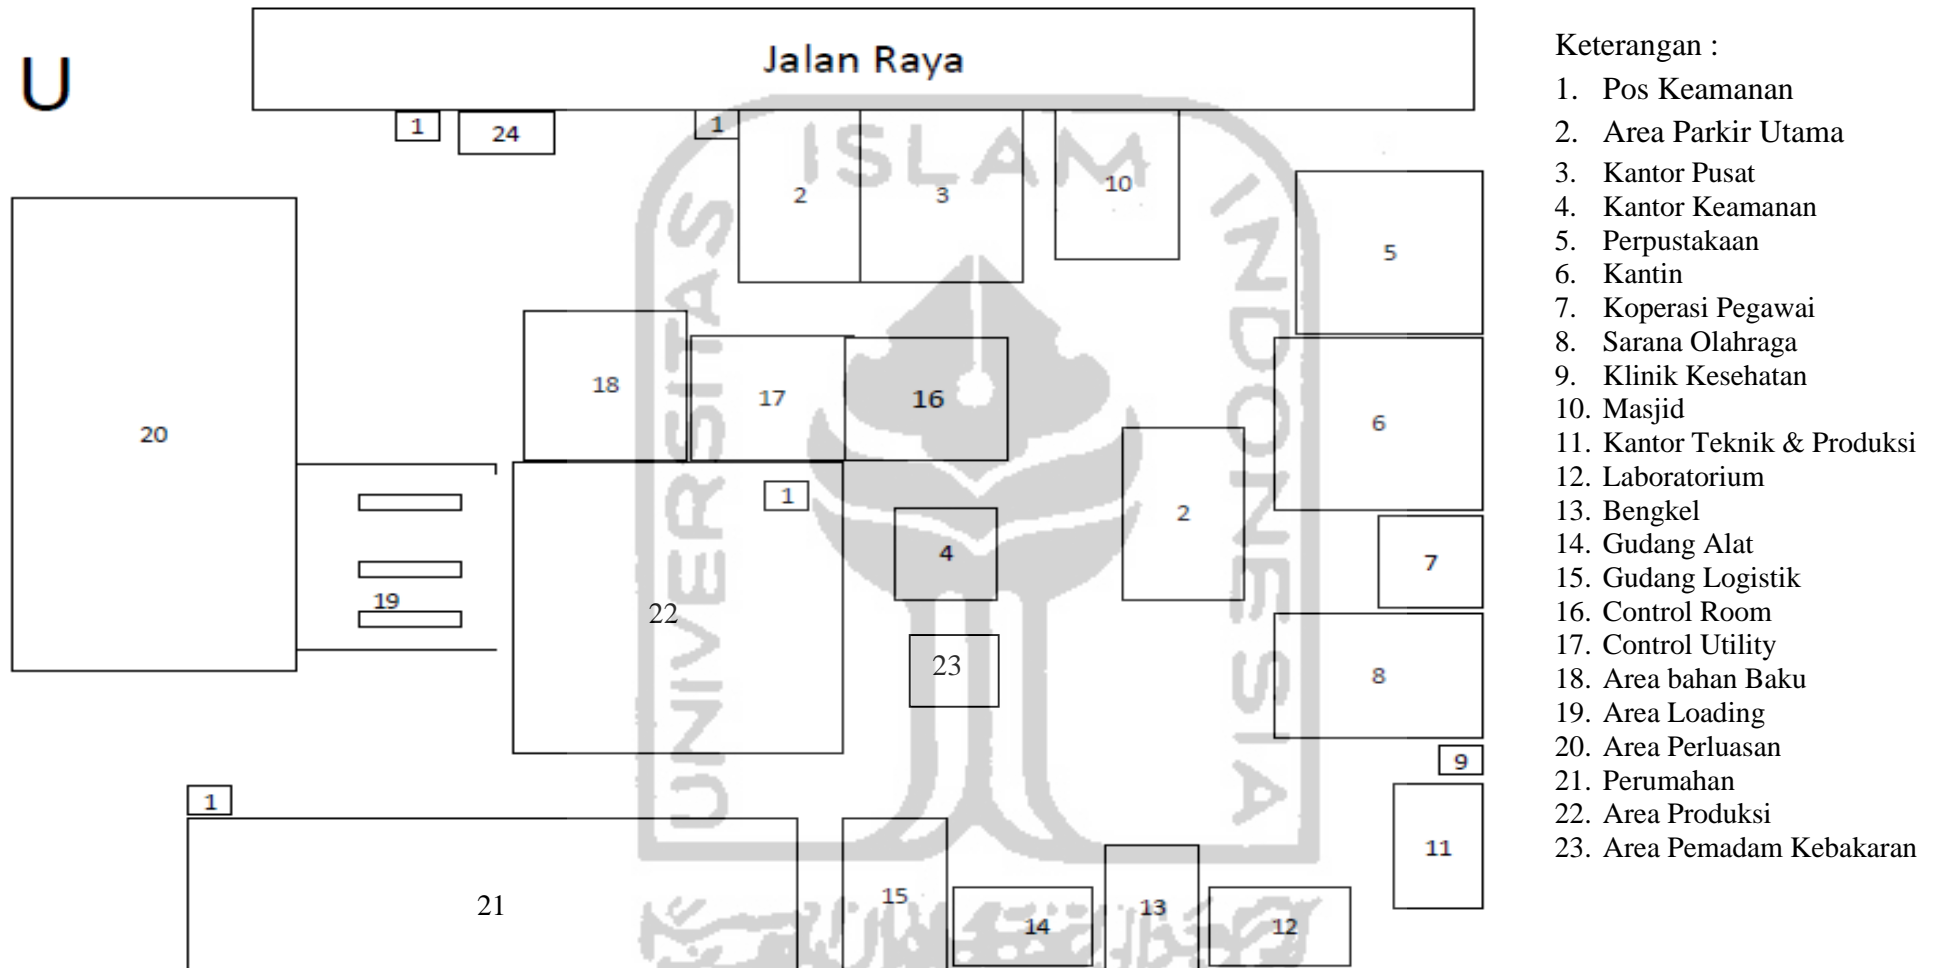 Jalan Raya
U
1
24
1
2
3
10
5
18
17
16
6
20
1
2
4
7
19
22
23
8
9
1
11
21
15
14
13
12
ISLAM
UNIVERSITAS
INDONESIA
Keterangan :
1. Pos Keamanan
2. Area Parkir Utama
3. Kantor Pusat
4. Kantor Keamanan
5. Perpustakaan
6. Kantin
7. Koperasi Pegawai
8. Sarana Olahraga
9. Klinik Kesehatan
10. Masjid
11. Kantor Teknik & Produksi
12. Laboratorium
13. Bengkel
14. Gudang Alat
15. Gudang Logistik
16. Control Room
17. Control Utility
18. Area bahan Baku
19. Area Loading
20. Area Perluasan
21. Perumahan
22. Area Produksi
23. Area Pemadam Kebakaran